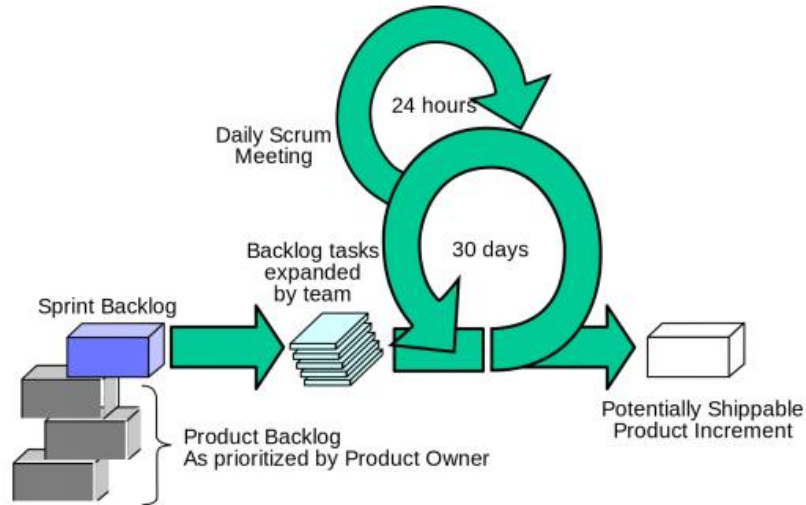 24 hours
Daily Scrum
Meeting
30 days
Backlog tasks
expanded
by team
Sprint Backlog
Potentially Shippable
Product Increment
Product Backlog
As prioritized by Product Owner